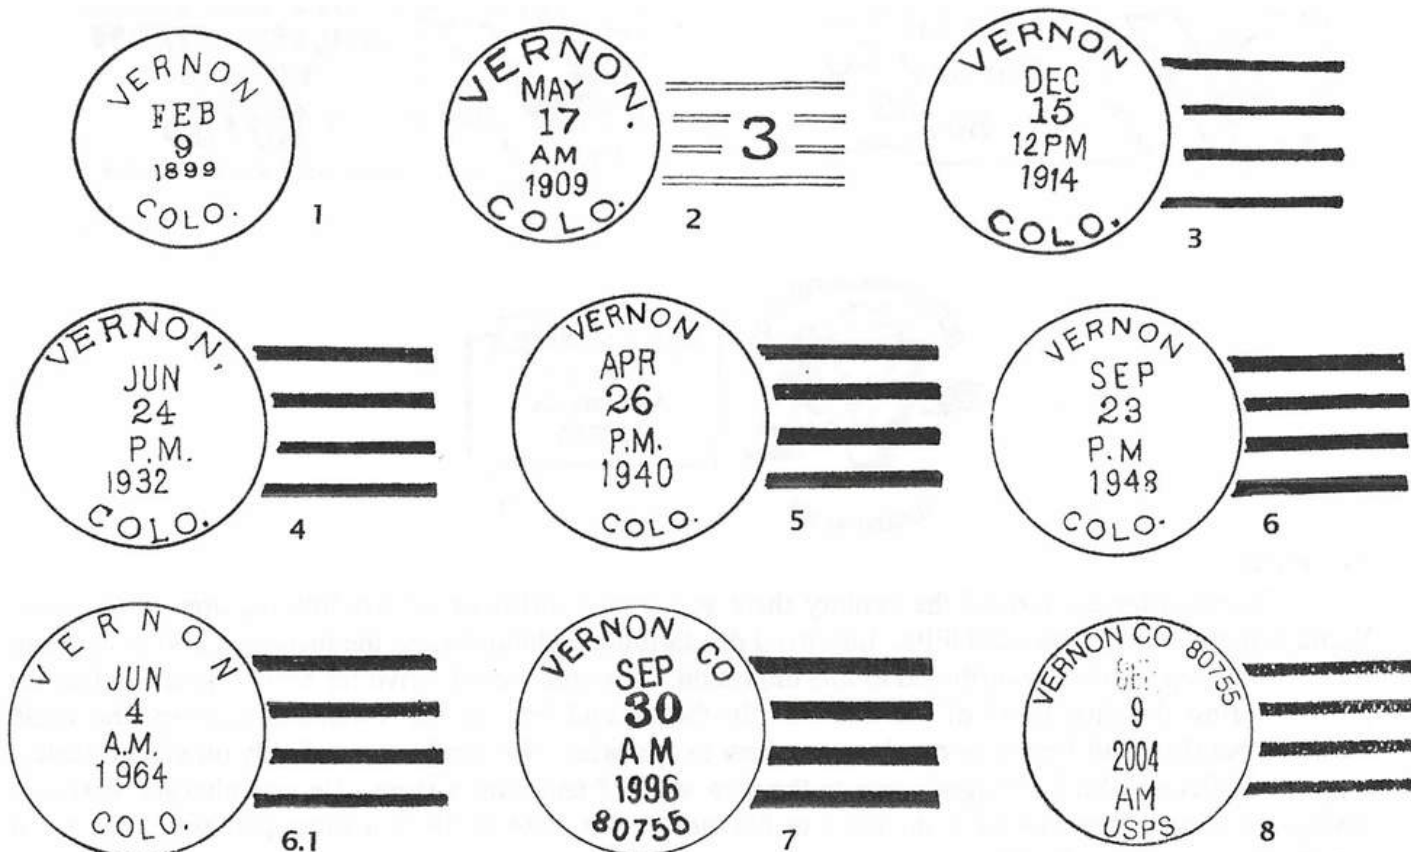 VERNON
FEB
9
1899
COLO.
1
VERNON.
MAY
17
AM
1909
COLO.
3
2
VERNON
DEC
15
12PM
1914
COLO.
3
VERNON,
JUN
24
P.M.
1932
COLO.
4
VERNON
APR
26
P.M.
1940
COLO.
5
VERNON
SEP
23
P.M
1948
COLO.
6
VERNON
JUN
4
A.M.
1964
COLO.
6.1
VERNON CO
SEP
30
AM
1996
80755
7
VERNON CO 80755
9
2004
AM
USPS
8